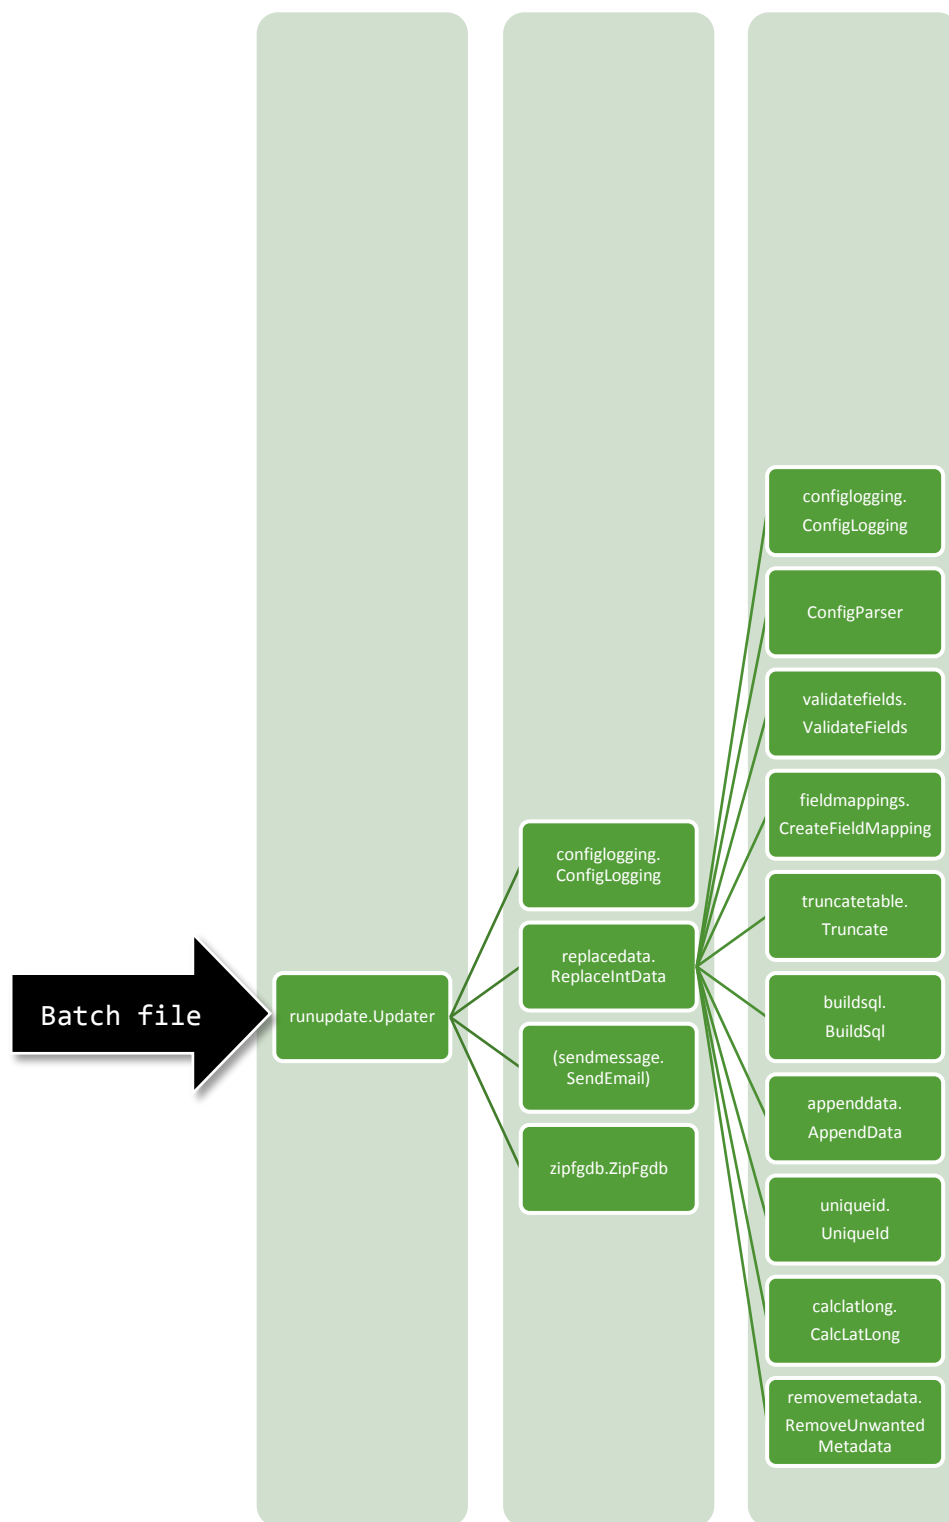 Batch file
runupdate.Updater
configlogging.
ConfigLogging
replacedata.
ReplaceIntData
(sendmessage.
SendEmail)
zipfgdb.ZipFgdb
configlogging.
ConfigLogging
ConfigParser
validatefields.
ValidateFields
fieldmappings.
CreateFieldMapping
truncatetable.
Truncate
buildsql.
BuildSql
appenddata.
AppendData
uniqueid.
UniqueId
calclatlong.
CalcLatLong
removemetadata.
RemoveUnwanted
Metadata